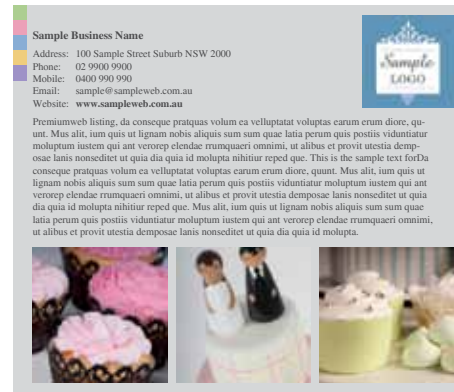 Sample Business Name
Address: 100 Sample Street Suburb NSW 2000
Phone: 02 9900 9900
Mobile: 0400 990 990
Email: sample@sampleweb.com.au
Website: www.sampleweb.com.au
Sample
LOGO
Premiumweb listing, da conseque pratquas volum ea velluptatat voluptas earum erum diore, qu-
unt. Mus alit, ium quis ut lignam nobis aliquis sum sum quae latia perum quis postiis viduntiatur
moluptum iustem qui ant verorep elendae rrumquaeri omnimi, ut alibus et provit utestia demp-
osae lanis nonseditet ut quia dia quia id molupta nihitiur reped que. This is the sample text forDa
conseque pratquas volum ea velluptatat voluptas earum erum diore, quunt. Mus alit, ium quis ut
lignam nobis aliquis sum sum quae latia perum quis postiis viduntiatur moluptum iustem qui ant
verorep elendae rrumquaeri omnimi, ut alibus et provit utestia demposae lanis nonseditet ut quia
dia quia id molupta nihitiur reped que. Mus alit, ium quis ut lignam nobis aliquis sum sum quae
latia perum quis postiis viduntiatur moluptum iustem qui ant verorep elendae rrumquaeri omnimi,
ut alibus et provit utestia demposae lanis nonseditet ut quia dia quia id molupta.